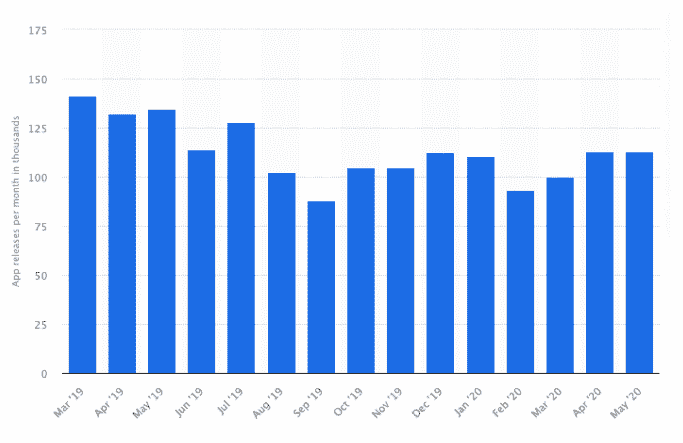 App releases per month in thousands
175
150
125
100
75
50
25
0
Mar '19
Apr '19
May '19
Jun '19
Jul '19
Aug '19
Sep '19
Oct '19
Nov '19
Dec '19
Jan '20
Feb '20
Mar '20
Apr '20
May '20